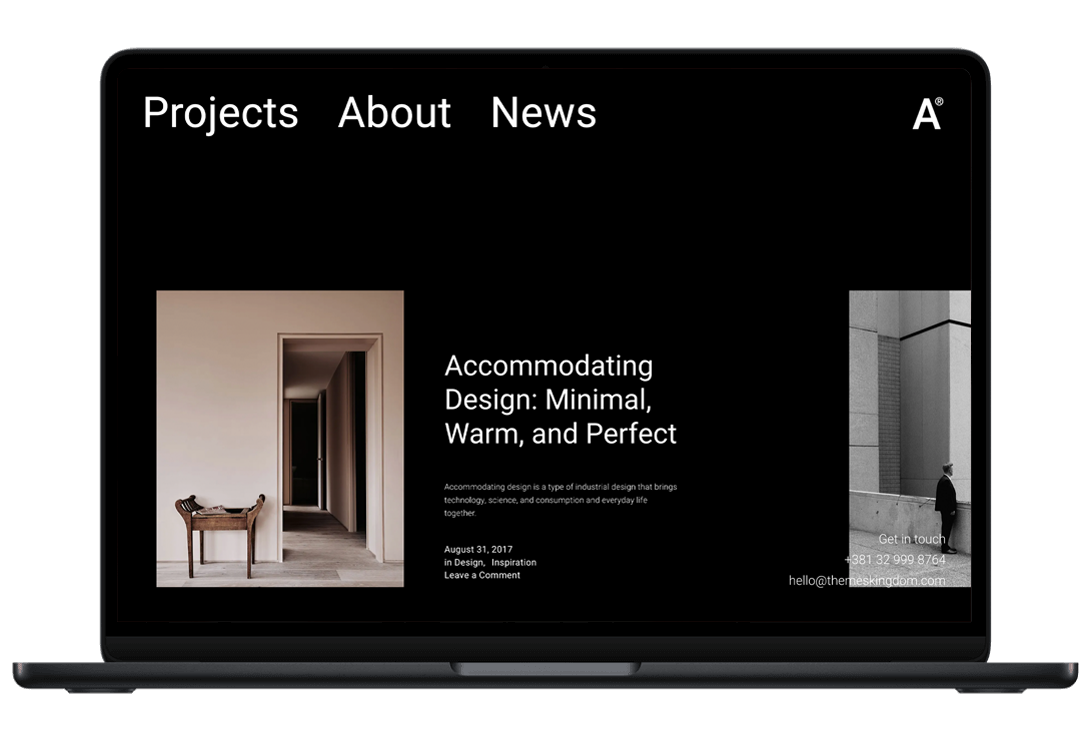 Projects About News
A®
Accommodating
Design: Minimal,
Warm, and Perfect
Accommodating design is a type of industrial design that brings
technology, science, and consumption and everyday life
together.
August 31, 2017
in Design, Inspiration
Leave a Comment
Get in touch
+381 32 999 8764
hello@themeskingdom.com